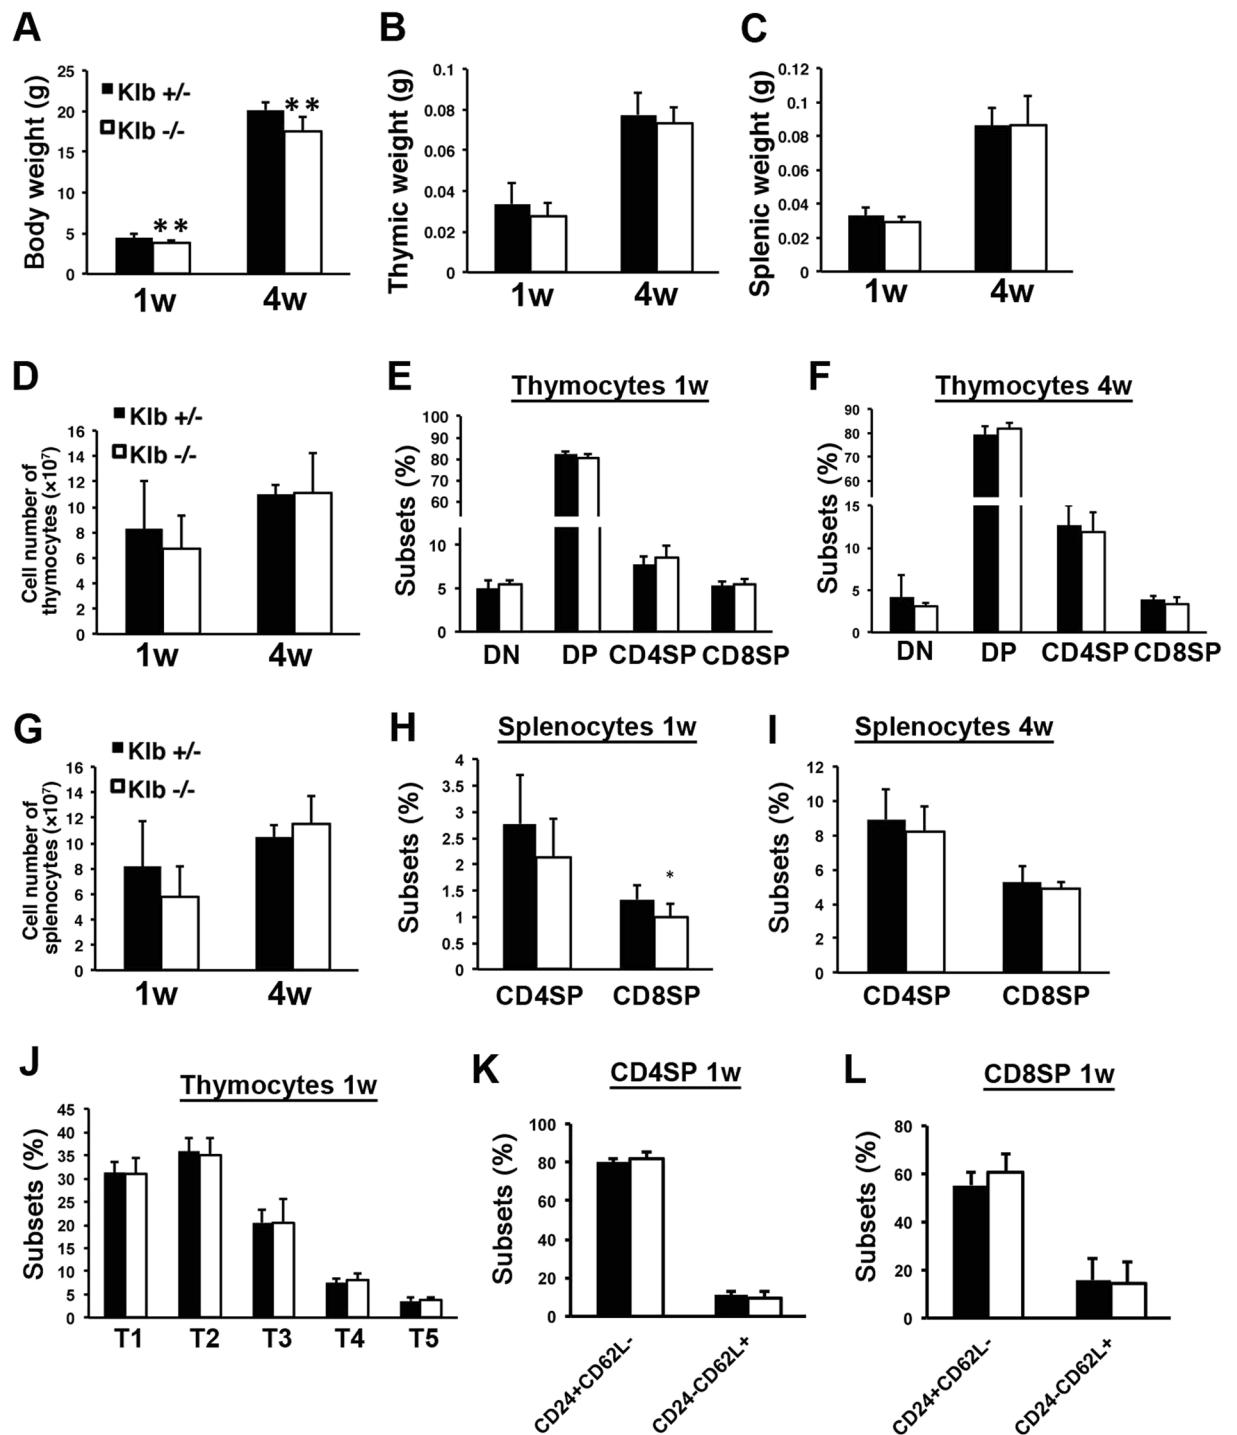 A
Body weight (g)
25
20
15
10
5
0
Klb +/-
Klb -/-
**
**
1w
4w
B
Thymic weight (g)
0.1
0.08
0.06
0.04
0.02
0
1w
4w
C
Splenic weight (g)
0.12
0.1
0.08
0.06
0.04
0.02
0
1w
4w
D
Cell number of
thymocytes (×10⁷)
16
14
12
10
8
6
4
2
0
Klb +/-
Klb -/-
1w
4w
E
Thymocytes 1w
Subsets (%)
100
90
80
70
60
10
5
0
DN
DP
CD4SP
CD8SP
F
Thymocytes 4w
Subsets (%)
90
80
70
60
15
10
5
0
DN
DP
CD4SP
CD8SP
G
Cell number of
splenocytes (×10⁷)
16
14
12
10
8
6
4
2
0
Klb +/-
Klb -/-
1w
4w
H
Splenocytes 1w
Subsets (%)
4
3.5
3
2.5
2
1.5
1
0.5
0
*
CD4SP
CD8SP
I
Splenocytes 4w
Subsets (%)
12
10
8
6
4
2
0
CD4SP
CD8SP
J
Thymocytes 1w
Subsets (%)
45
40
35
30
25
20
15
10
5
0
T1
T2
T3
T4
T5
K
CD4SP 1w
Subsets (%)
100
80
60
40
20
0
CD24+CD62L-
CD24-CD62L+
L
CD8SP 1w
Subsets (%)
80
60
40
20
0
CD24+CD62L-
CD24-CD62L+